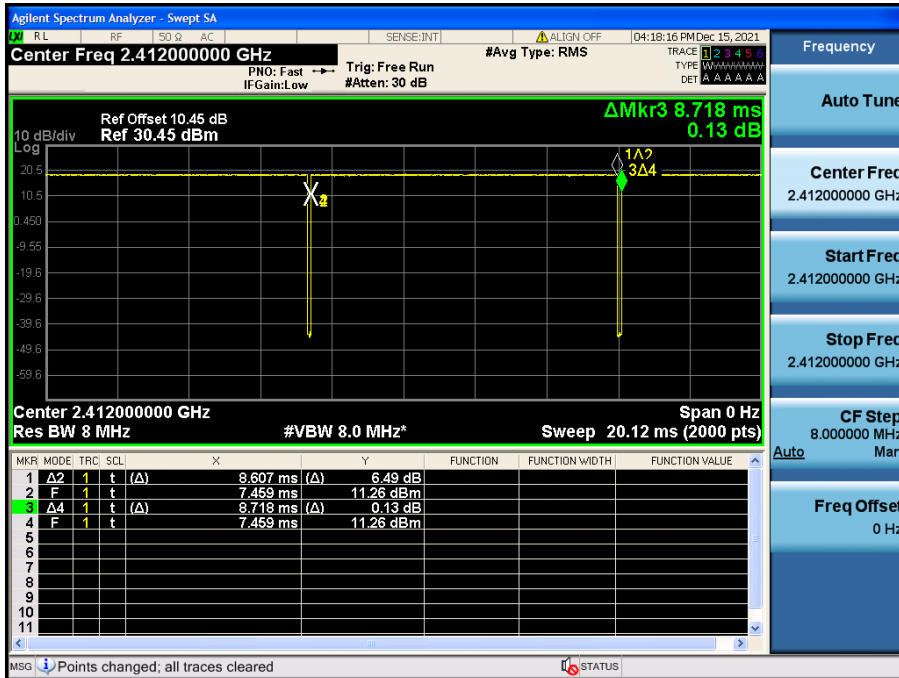 Agilent Spectrum Analyzer - Swept SA
LXI RL RF 50 Ω AC SENSE:INT ALIGN OFF 04:18:16 PM Dec 15, 2021
Center Freq 2.412000000 GHz
PNO: Fast
IFGain:Low
Trig: Free Run
#Atten: 30 dB
#Avg Type: RMS
TRACE 1 2 3 4 5 6
TYPE
DET A A A A A A
Ref Offset 10.45 dB
Ref 30.45 dBm
ΔMkr3 8.718 ms
0.13 dB
10 dB/div
Log
1Δ2
3Δ4
20.5
10.5
0.450
-9.55
-19.6
-29.6
-39.6
-49.6
-59.6
Center 2.412000000 GHz Span 0 Hz
Res BW 8 MHz #VBW 8.0 MHz* Sweep 20.12 ms (2000 pts)
MKR MODE TRC SCL X Y FUNCTION FUNCTION WIDTH FUNCTION VALUE
1 Δ2 1 t (Δ) 8.607 ms (Δ) 6.49 dB
2 F 1 t 7.459 ms 11.26 dBm
3 Δ4 1 t (Δ) 8.718 ms (Δ) 0.13 dB
4 F 1 t 7.459 ms 11.26 dBm
5
6
7
8
9
10
11
MSG Points changed; all traces cleared STATUS
Frequency
Auto Tune
Center Freq
2.412000000 GHz
Start Freq
2.412000000 GHz
Stop Freq
2.412000000 GHz
CF Step
8.000000 MHz
Auto Man
Freq Offset
0 Hz